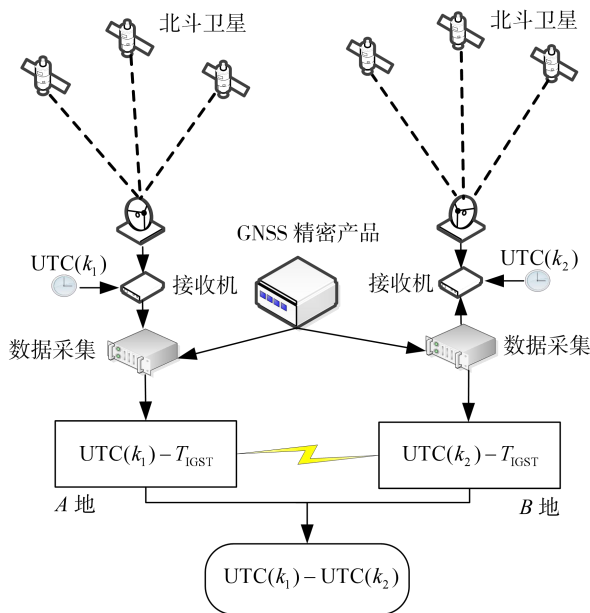 北斗卫星
北斗卫星
GNSS 精密产品
UTC(k₁)
接收机
接收机
UTC(k₂)
数据采集
数据采集
UTC(k₁) − T_IGST
UTC(k₂) − T_IGST
A 地
B 地
UTC(k₁) − UTC(k₂)